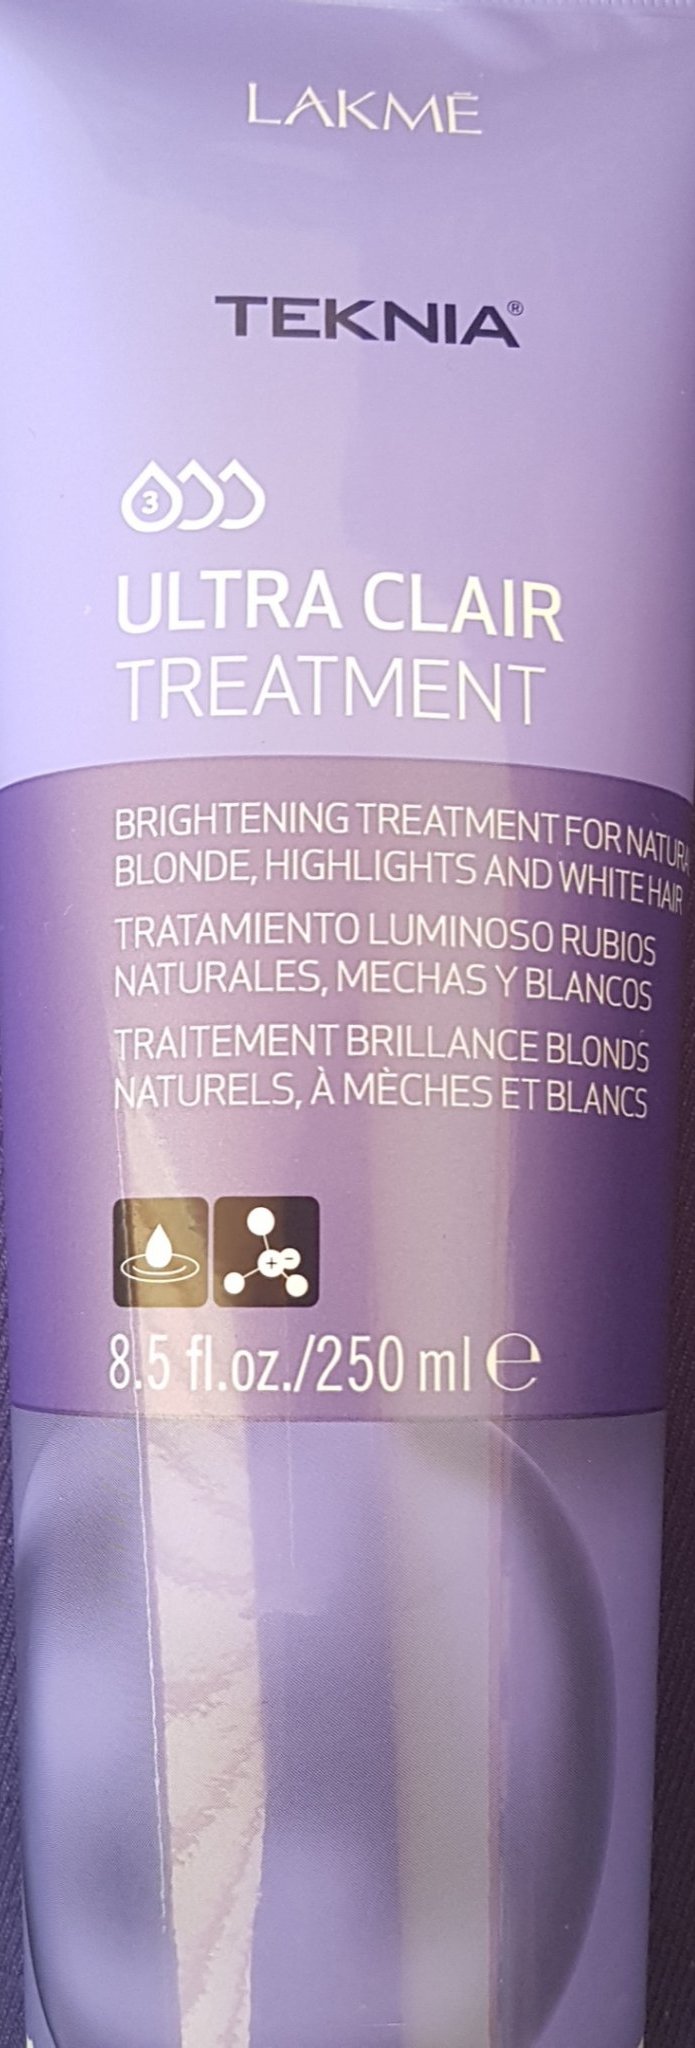 LAKMĒ
TEKNIA®
3
ULTRA CLAIR
TREATMENT
BRIGHTENING TREATMENT FOR
BLONDE, HIGHLIGHTS AND WHITE HAIR
TRATAMIENTO LUMINOSO RUBIOS
NATURALES, MECHAS Y BLANCOS
TRAITEMENT BRILLANCE BLONDS
NATURELS, À MÈCHES ET BLANCS
+ -
8.5 fl.oz./250 ml ℮